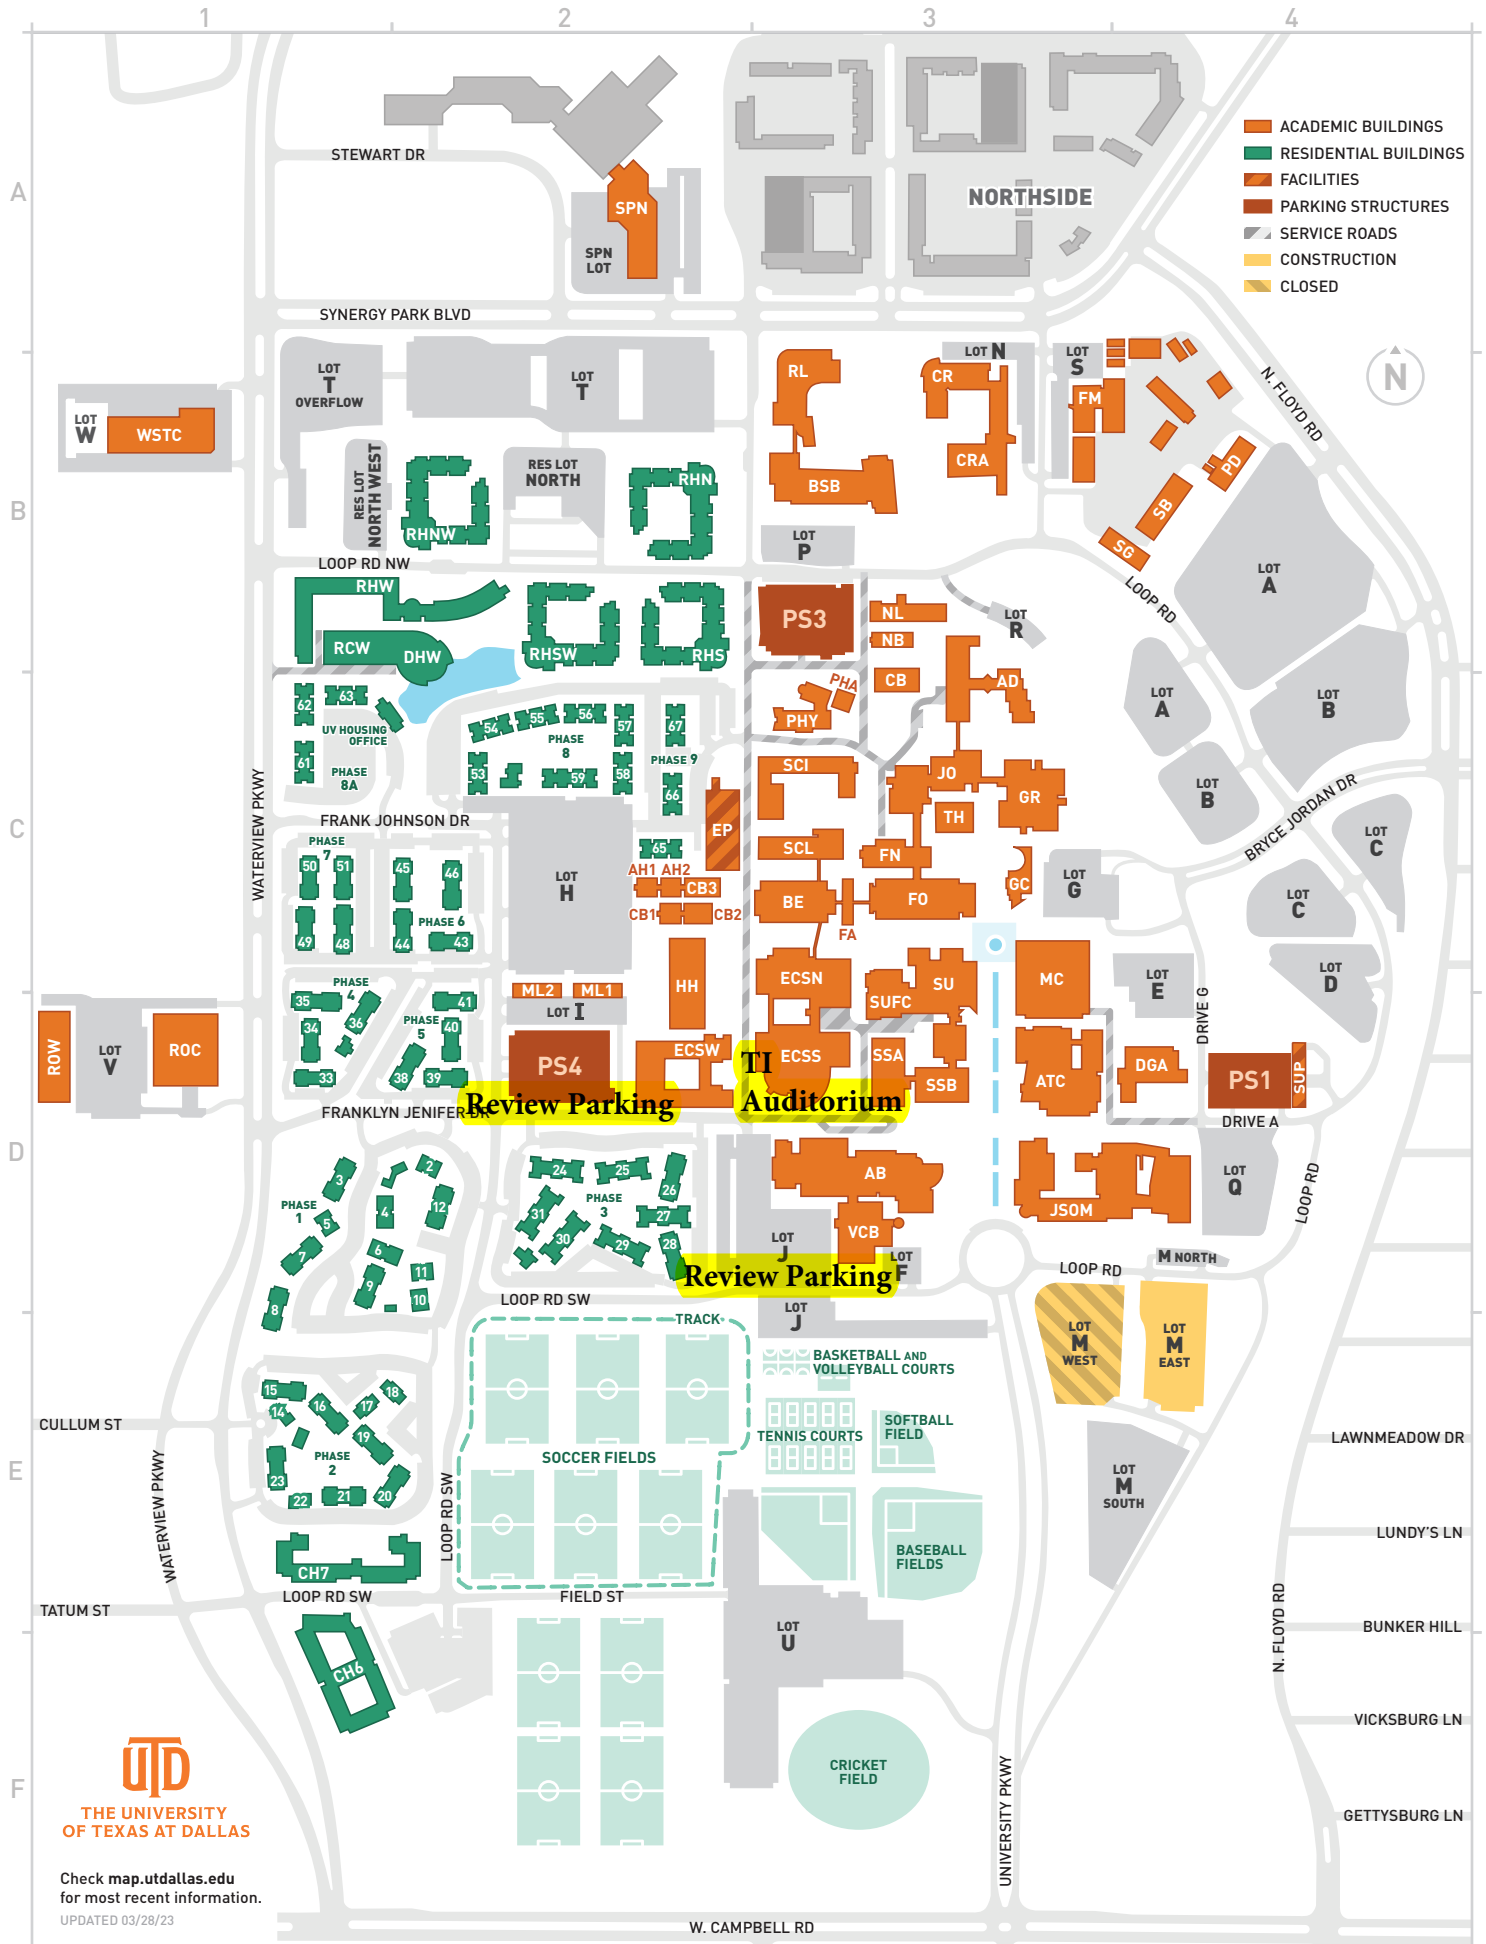 1
2
3
4
A
B
C
D
E
F
ACADEMIC BUILDINGS
RESIDENTIAL BUILDINGS
FACILITIES
PARKING STRUCTURES
SERVICE ROADS
CONSTRUCTION
CLOSED
N
NORTHSIDE
STEWART DR
SPN
SPN
LOT
SYNERGY PARK BLVD
LOT
T
OVERFLOW
LOT
T
LOT
W
WSTC
RES LOT
NORTH WEST
RHNW
RES LOT
NORTH
RHN
RL
BSB
LOT
P
LOT N
CR
CRA
LOT
S
FM
PD
SB
SG
N. FLOYD RD
LOOP RD
LOT
A
LOOP RD NW
RHW
RCW
DHW
RHSW
RHS
PS3
NL
NB
CB
LOT
R
AD
PHA
PHY
LOT
A
LOT
B
LOT
B
62
63
UV HOUSING
OFFICE
61
PHASE
8A
54
55
56
57
PHASE
8
53
59
58
67
PHASE 9
66
65
EP
SCI
JO
TH
GR
SCL
FN
GC
BE
FA
FO
BRYCE JORDAN DR
LOT
C
LOT
C
LOT
G
LOT
D
LOT
E
WATERVIEW PKWY
FRANK JOHNSON DR
PHASE
7
50
51
45
46
49
48
44
PHASE 6
43
LOT
H
AH1 AH2
CB3
CB1
CB2
HH
ML2
ML1
LOT I
PS4
ECSW
ECSN
ECSS
SUFC
SU
SSA
SSB
MC
ATC
DGA
DRIVE G
PS1
SUP
DRIVE A
ROW
LOT
V
ROC
PHASE
4
35
36
34
33
PHASE
5
41
40
38
39
FRANKLYN JENIFER DR
Review Parking
TI
Auditorium
PHASE
1
3
2
4
12
5
7
6
9
11
10
8
24
25
26
PHASE
3
31
30
27
29
28
AB
VCB
LOT
J
LOT
F
Review Parking
LOT
J
JSOM
LOT
Q
LOOP RD
M NORTH
LOOP RD
LOT
M
WEST
LOT
M
EAST
LOT
M
SOUTH
LOOP RD SW
TRACK
SOCCER FIELDS
BASKETBALL AND
VOLLEYBALL COURTS
TENNIS COURTS
SOFTBALL
FIELD
BASEBALL
FIELDS
CULLUM ST
15
14
16
17
18
19
PHASE
2
23
22
21
20
CH7
WATERVIEW PKWY
LOOP RD SW
LOOP RD SW
TATUM ST
FIELD ST
CH6
LOT
U
CRICKET
FIELD
UNIVERSITY PKWY
N. FLOYD RD
LAWNMEADOW DR
LUNDY'S LN
BUNKER HILL
VICKSBURG LN
GETTYSBURG LN
W. CAMPBELL RD
UTD
THE UNIVERSITY
OF TEXAS AT DALLAS
Check map.utdallas.edu
for most recent information.
UPDATED 03/28/23